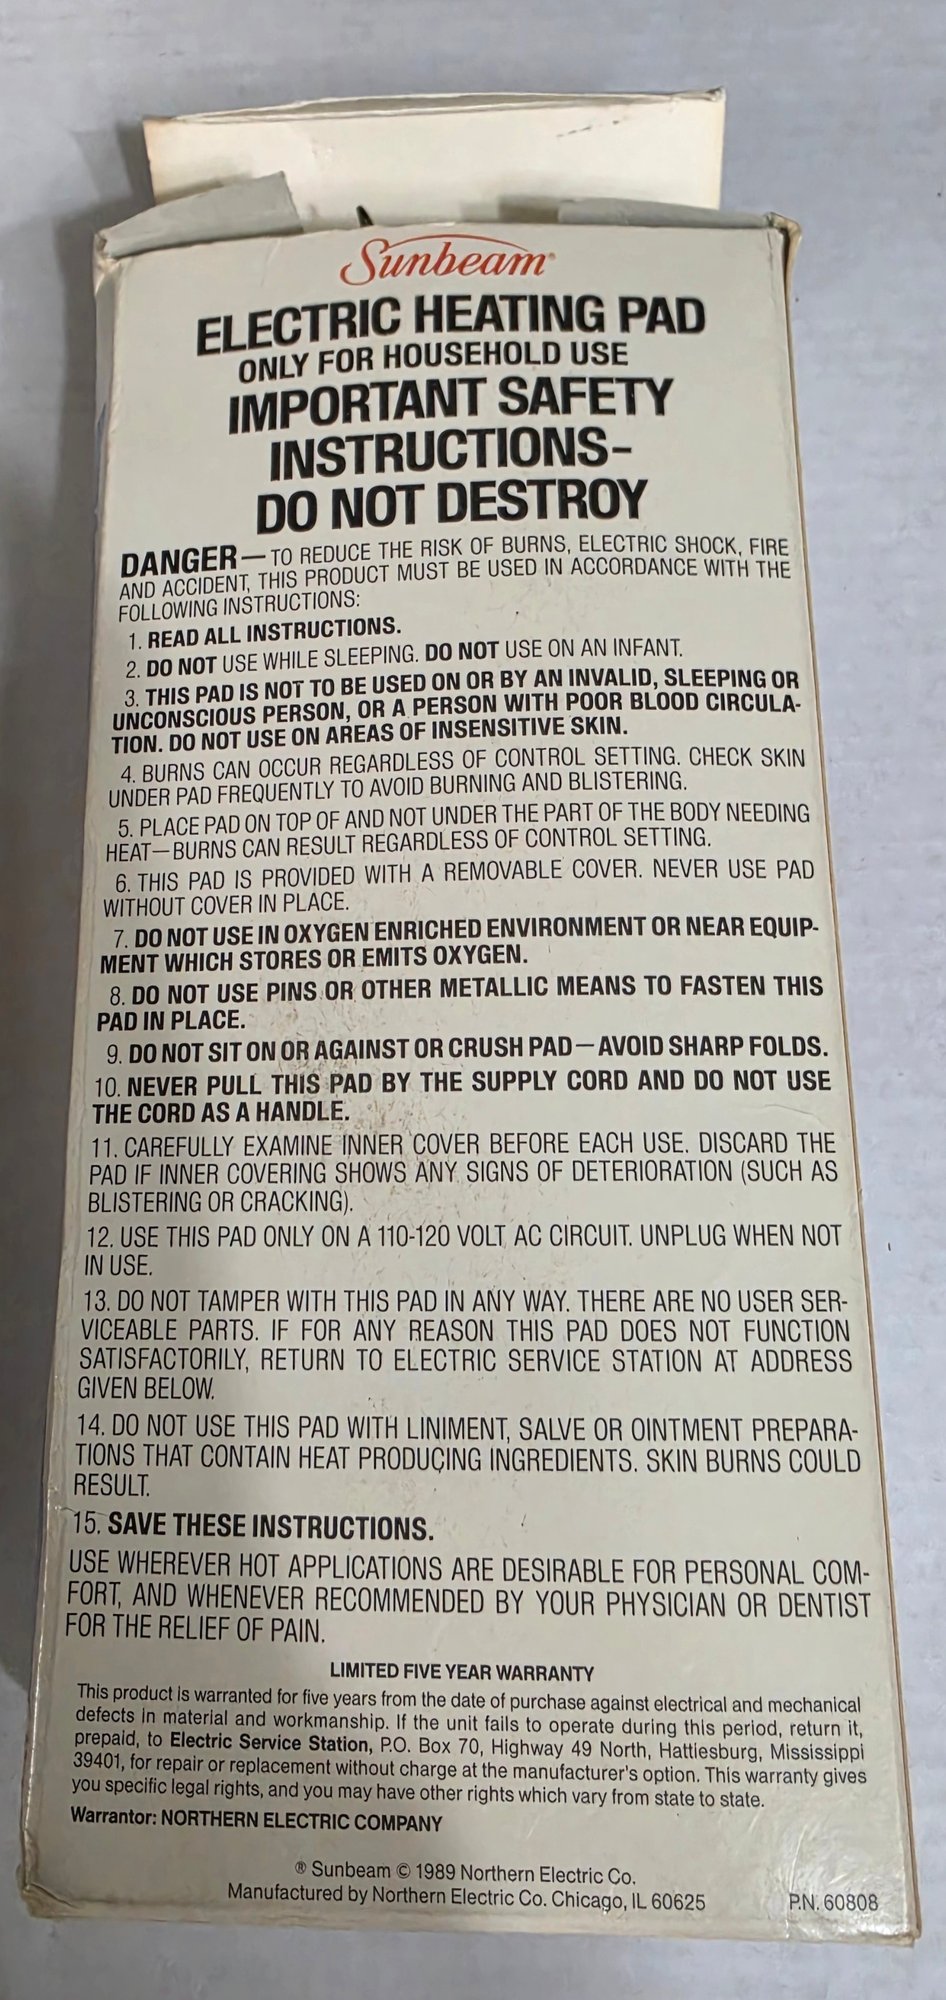 Sunbeam®
ELECTRIC HEATING PAD
ONLY FOR HOUSEHOLD USE
IMPORTANT SAFETY
INSTRUCTIONS-
DO NOT DESTROY
DANGER—TO REDUCE THE RISK OF BURNS, ELECTRIC SHOCK, FIRE
AND ACCIDENT, THIS PRODUCT MUST BE USED IN ACCORDANCE WITH THE
FOLLOWING INSTRUCTIONS:
1. READ ALL INSTRUCTIONS.
2. DO NOT USE WHILE SLEEPING. DO NOT USE ON AN INFANT.
3. THIS PAD IS NOT TO BE USED ON OR BY AN INVALID, SLEEPING OR
UNCONSCIOUS PERSON, OR A PERSON WITH POOR BLOOD CIRCULA-
TION. DO NOT USE ON AREAS OF INSENSITIVE SKIN.
4. BURNS CAN OCCUR REGARDLESS OF CONTROL SETTING. CHECK SKIN
UNDER PAD FREQUENTLY TO AVOID BURNING AND BLISTERING.
5. PLACE PAD ON TOP OF AND NOT UNDER THE PART OF THE BODY NEEDING
HEAT—BURNS CAN RESULT REGARDLESS OF CONTROL SETTING.
6. THIS PAD IS PROVIDED WITH A REMOVABLE COVER. NEVER USE PAD
WITHOUT COVER IN PLACE.
7. DO NOT USE IN OXYGEN ENRICHED ENVIRONMENT OR NEAR EQUIP-
MENT WHICH STORES OR EMITS OXYGEN.
8. DO NOT USE PINS OR OTHER METALLIC MEANS TO FASTEN THIS
PAD IN PLACE.
9. DO NOT SIT ON OR AGAINST OR CRUSH PAD—AVOID SHARP FOLDS.
10. NEVER PULL THIS PAD BY THE SUPPLY CORD AND DO NOT USE
THE CORD AS A HANDLE.
11. CAREFULLY EXAMINE INNER COVER BEFORE EACH USE. DISCARD THE
PAD IF INNER COVERING SHOWS ANY SIGNS OF DETERIORATION (SUCH AS
BLISTERING OR CRACKING).
12. USE THIS PAD ONLY ON A 110-120 VOLT AC CIRCUIT. UNPLUG WHEN NOT
IN USE.
13. DO NOT TAMPER WITH THIS PAD IN ANY WAY. THERE ARE NO USER SER-
VICEABLE PARTS. IF FOR ANY REASON THIS PAD DOES NOT FUNCTION
SATISFACTORILY, RETURN TO ELECTRIC SERVICE STATION AT ADDRESS
GIVEN BELOW.
14. DO NOT USE THIS PAD WITH LINIMENT, SALVE OR OINTMENT PREPARA-
TIONS THAT CONTAIN HEAT PRODUCING INGREDIENTS. SKIN BURNS COULD
RESULT.
15. SAVE THESE INSTRUCTIONS.
USE WHEREVER HOT APPLICATIONS ARE DESIRABLE FOR PERSONAL COM-
FORT, AND WHENEVER RECOMMENDED BY YOUR PHYSICIAN OR DENTIST
FOR THE RELIEF OF PAIN.
LIMITED FIVE YEAR WARRANTY
This product is warranted for five years from the date of purchase against electrical and mechanical
defects in material and workmanship. If the unit fails to operate during this period, return it,
prepaid, to Electric Service Station, P.O. Box 70, Highway 49 North, Hattiesburg, Mississippi
39401, for repair or replacement without charge at the manufacturer's option. This warranty gives
you specific legal rights, and you may have other rights which vary from state to state.
Warrantor: NORTHERN ELECTRIC COMPANY
® Sunbeam © 1989 Northern Electric Co.
Manufactured by Northern Electric Co. Chicago, IL 60625 P.N. 60808